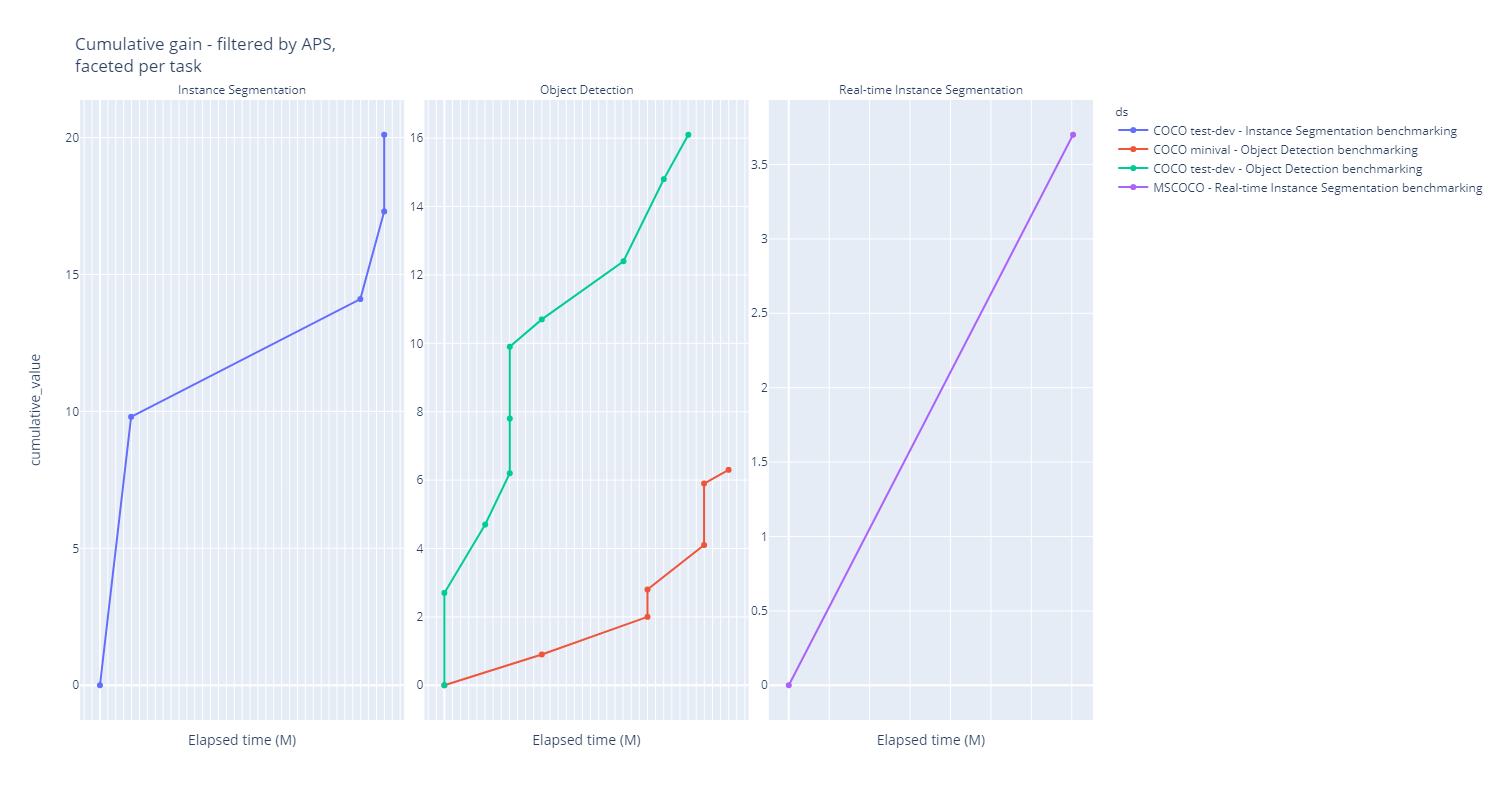 Cumulative gain - filtered by APS,
faceted per task
Instance Segmentation
Object Detection
Real-time Instance Segmentation
cumulative_value
20
15
10
5
0
16
14
12
10
8
6
4
2
0
3.5
3
2.5
2
1.5
1
0.5
0
Elapsed time (M)
Elapsed time (M)
Elapsed time (M)
ds
COCO test-dev - Instance Segmentation benchmarking
COCO minival - Object Detection benchmarking
COCO test-dev - Object Detection benchmarking
MSCOCO - Real-time Instance Segmentation benchmarking